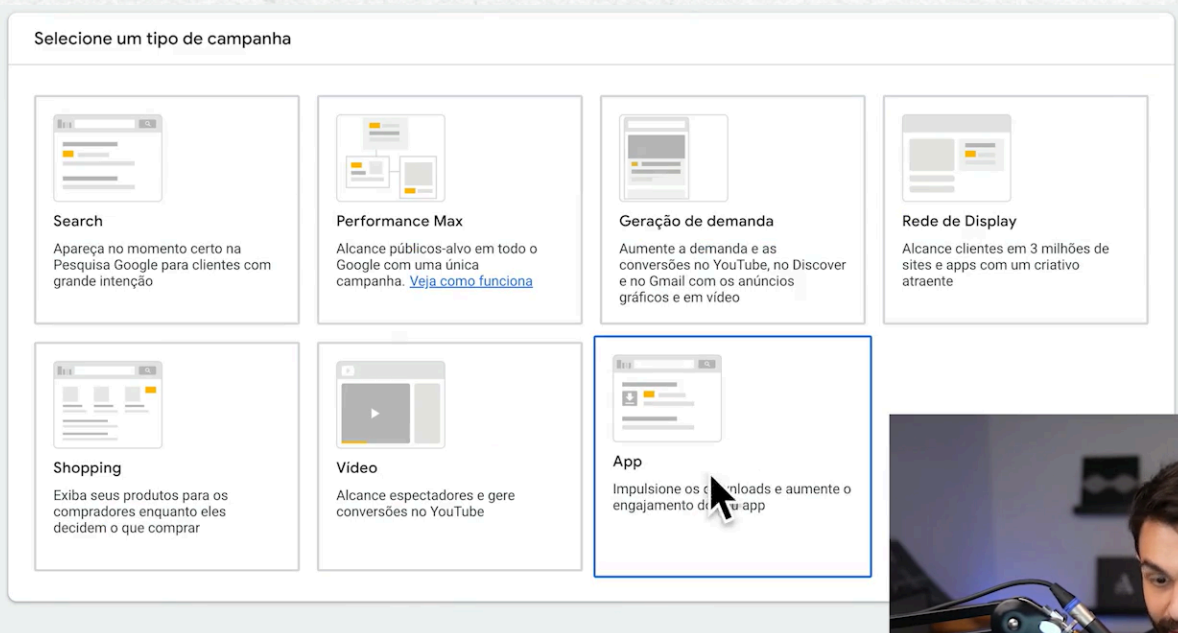 Selecione um tipo de campanha
Search
Apareça no momento certo na
Pesquisa Google para clientes com
grande intenção
Performance Max
Alcance públicos-alvo em todo o
Google com uma única
campanha. Veja como funciona
Geração de demanda
Aumente a demanda e as
conversões no YouTube, no Discover
e no Gmail com os anúncios
gráficos e em vídeo
Rede de Display
Alcance clientes em 3 milhões de
sites e apps com um criativo
atraente
Shopping
Exiba seus produtos para os
compradores enquanto eles
decidem o que comprar
Vídeo
Alcance espectadores e gere
conversões no YouTube
App
Impulsione os downloads e aumente o
engajamento do seu app